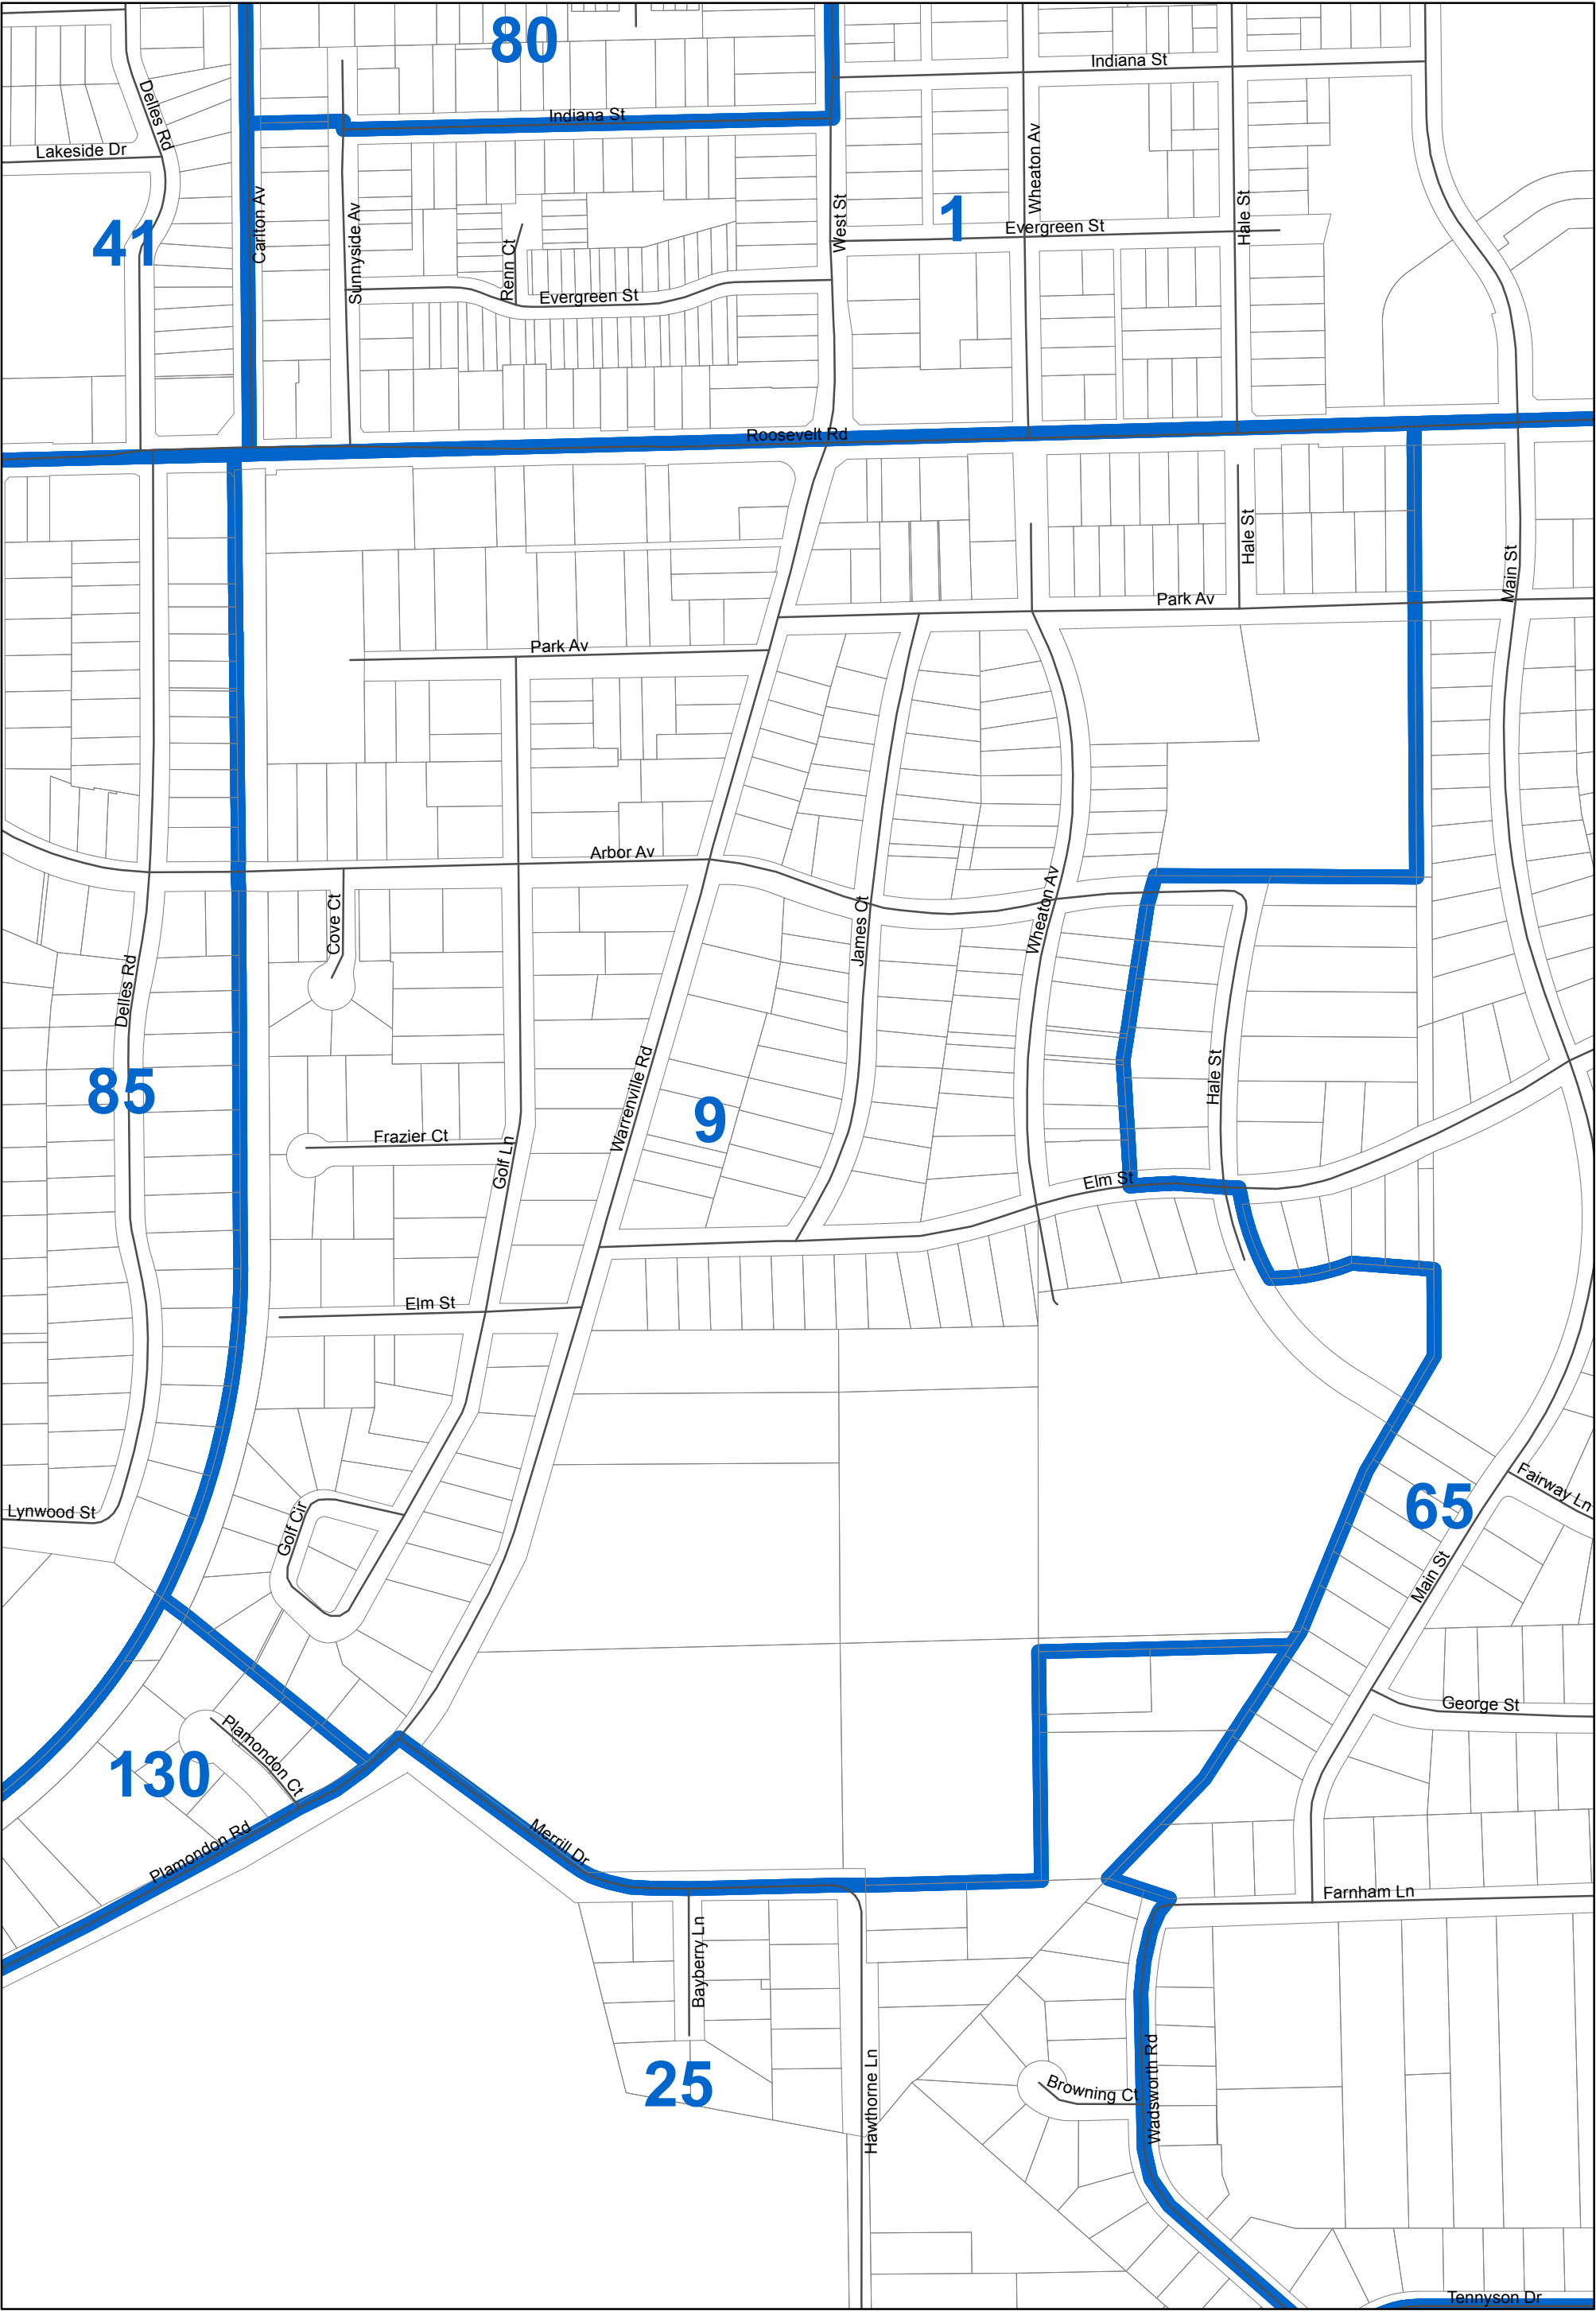 80
Indiana St
Indiana St
Delles Rd
Lakeside Dr
Wheaton Av
41
Carlton Av
Sunnyside Av
West St
1
Hale St
Evergreen St
Renn Ct
Evergreen St
Roosevelt Rd
Hale St
Main St
Park Av
Park Av
Arbor Av
Cove Ct
James Ct
Wheaton Av
Delles Rd
85
Warrenville Rd
9
Hale St
Frazier Ct
Golf Ln
Elm St
Elm St
Lynwood St
Golf Cir
65
Fairway Ln
Main St
George St
Plamondon Ct
130
Plamondon Rd
Merrill Dr
Farnham Ln
Bayberry Ln
25
Hawthorne Ln
Browning Ct
Wadsworth Rd
Tennyson Dr